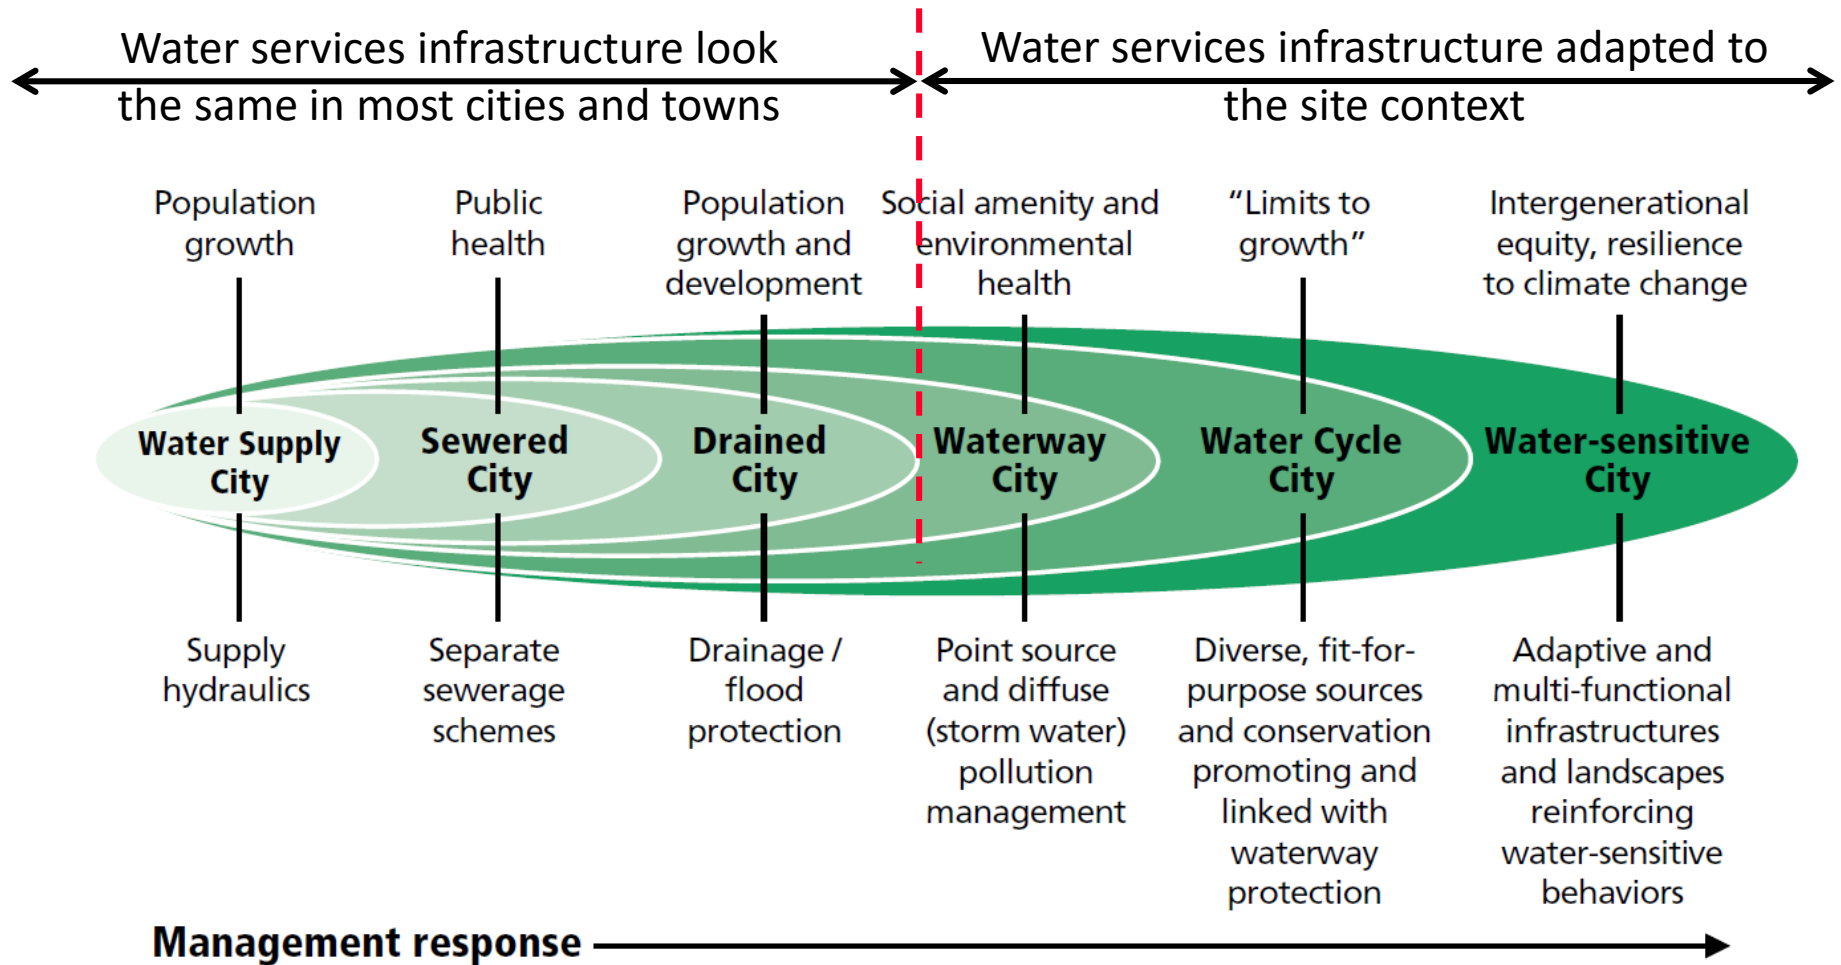 Water services infrastructure look
the same in most cities and towns
Water services infrastructure adapted to
the site context
Population
growth
Public
health
Population
growth and
development
Social amenity and
environmental
health
“Limits to
growth”
Intergenerational
equity, resilience
to climate change
Water Supply
City
Sewered
City
Drained
City
Waterway
City
Water Cycle
City
Water-sensitive
City
Supply
hydraulics
Separate
sewerage
schemes
Drainage /
flood
protection
Point source
and diffuse
(storm water)
pollution
management
Diverse, fit-for-
purpose sources
and conservation
promoting and
linked with
waterway
protection
Adaptive and
multi-functional
infrastructures
and landscapes
reinforcing
water-sensitive
behaviors
Management response